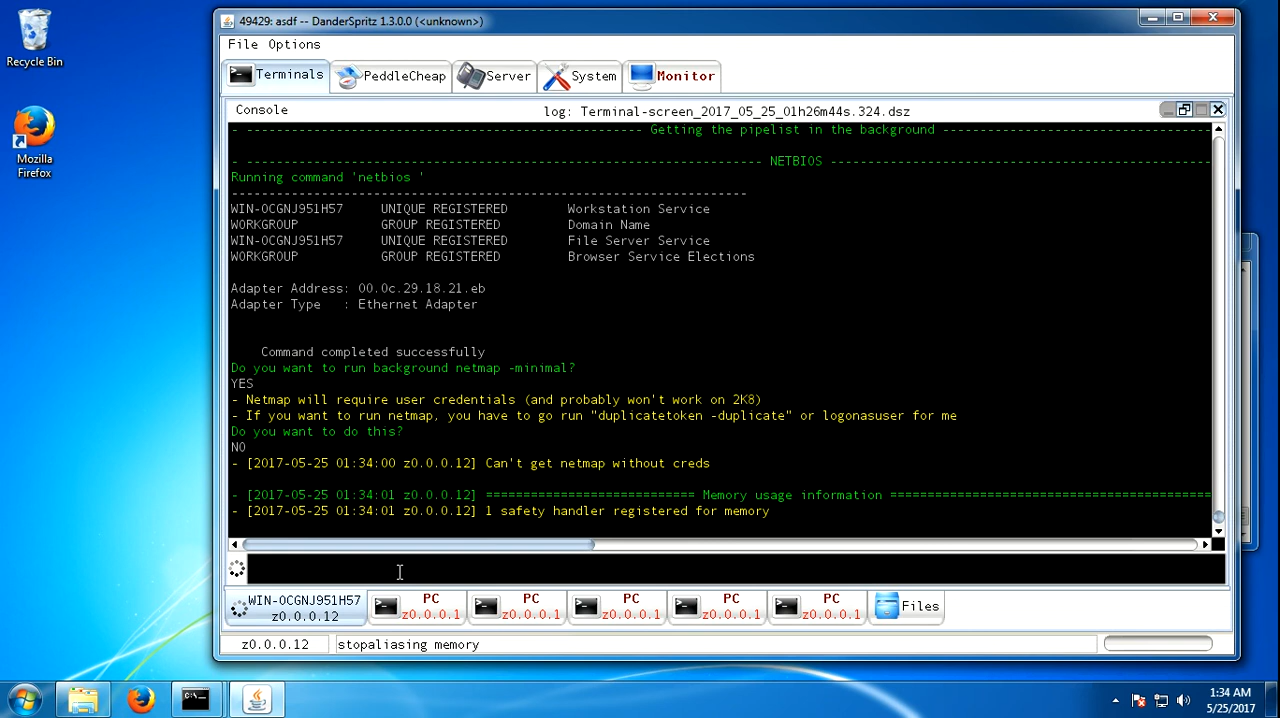 Recycle Bin
Mozilla
Firefox
49429: asdf -- DanderSpritz 1.3.0.0 (<unknown>)
File Options
Terminals PeddleCheap Server System Monitor
Console log: Terminal-screen_2017_05_25_01h26m44s.324.dsz
- ----------------------------------------------------- Getting the pipelist in the background ------------------------------------
- --------------------------------------------------------------------- NETBIOS ---------------------------------------------------
Running command 'netbios '
---------------------------------------------------------------------
WIN-OCGNJ951H57 UNIQUE REGISTERED Workstation Service
WORKGROUP GROUP REGISTERED Domain Name
WIN-OCGNJ951H57 UNIQUE REGISTERED File Server Service
WORKGROUP GROUP REGISTERED Browser Service Elections
Adapter Address: 00.0c.29.18.21.eb
Adapter Type : Ethernet Adapter
Command completed successfully
Do you want to run background netmap -minimal?
YES
- Netmap will require user credentials (and probably won't work on 2K8)
- If you want to run netmap, you have to go run "duplicatetoken -duplicate" or logonasuser for me
Do you want to do this?
NO
- [2017-05-25 01:34:00 z0.0.0.12] Can't get netmap without creds
- [2017-05-25 01:34:01 z0.0.0.12] ============================ Memory usage information ===========================================
- [2017-05-25 01:34:01 z0.0.0.12] 1 safety handler registered for memory
WIN-OCGNJ951H57
z0.0.0.12
PC
z0.0.0.1
PC
z0.0.0.1
PC
z0.0.0.1
PC
z0.0.0.1
PC
z0.0.0.1
Files
z0.0.0.12 stopaliasing memory
1:34 AM
5/25/2017